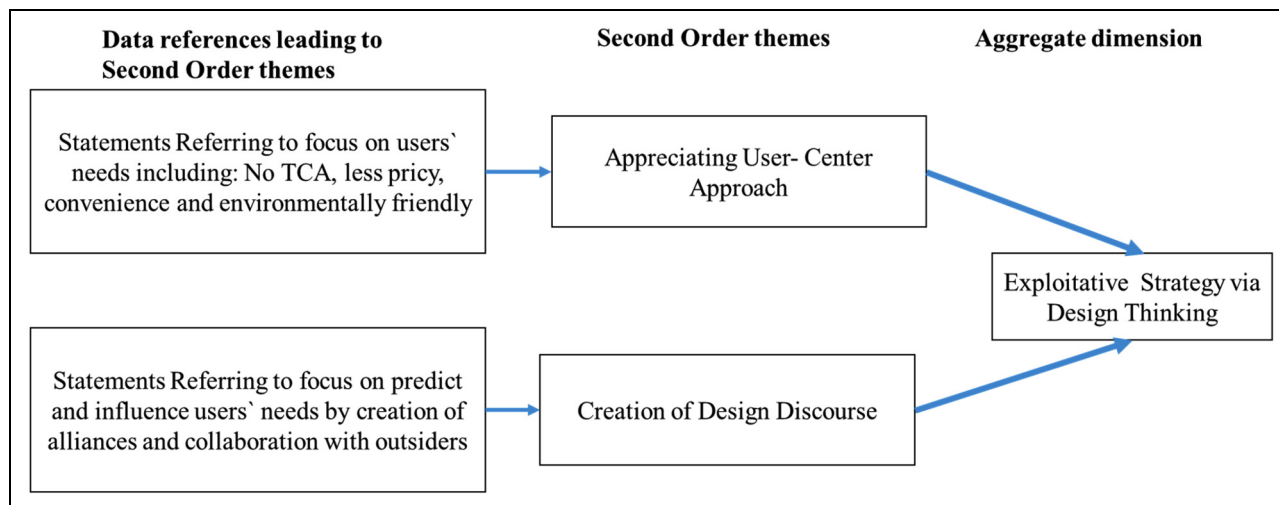 Data references leading to
Second Order themes
Second Order themes
Aggregate dimension
Statements Referring to focus on users`
needs including: No TCA, less pricy,
convenience and environmentally friendly
Appreciating User- Center
Approach
Exploitative Strategy via
Design Thinking
Statements Referring to focus on predict
and influence users` needs by creation of
alliances and collaboration with outsiders
Creation of Design Discourse